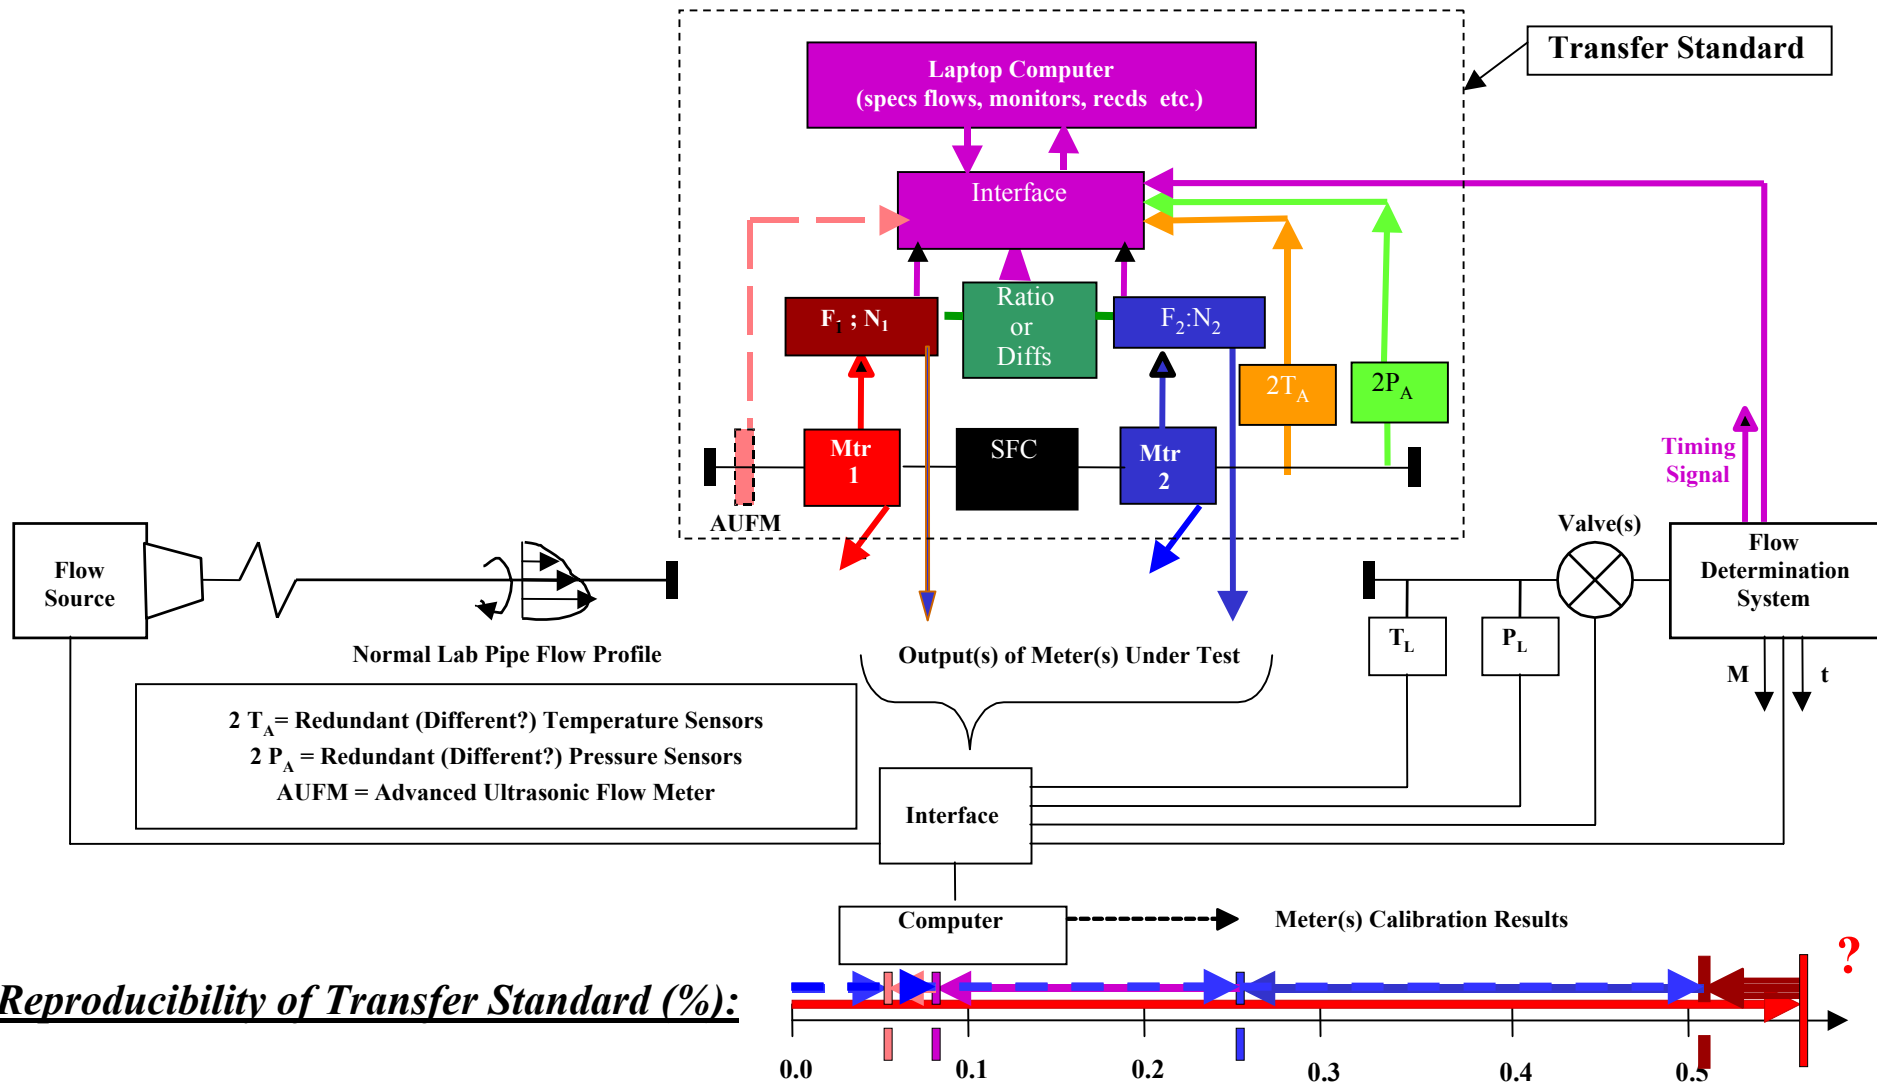 Transfer Standard
Laptop Computer
(specs flows, monitors, recds etc.)
Interface
Ratio
or
Diffs
F1 ; N1
F2:N2
2TA
2PA
Mtr
1
SFC
Mtr
2
AUFM
Timing
Signal
Valve(s)
Flow
Source
Flow
Determination
System
TL
PL
M
t
Normal Lab Pipe Flow Profile
Output(s) of Meter(s) Under Test
2 TA= Redundant (Different?) Temperature Sensors
2 PA = Redundant (Different?) Pressure Sensors
AUFM = Advanced Ultrasonic Flow Meter
Interface
Computer
Meter(s) Calibration Results
?
Reproducibility of Transfer Standard (%):
0.0 0.1 0.2 0.3 0.4 0.5